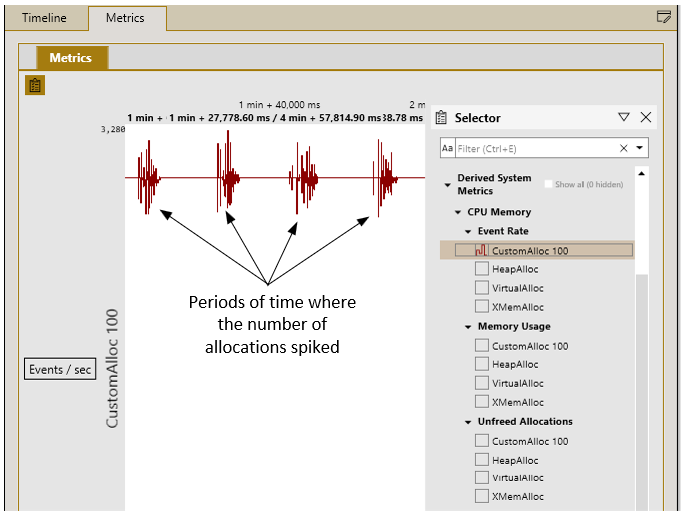 Timeline
Metrics
Metrics
1 min + 40,000 ms
2 m
1 min + 1 min + 27,778.60 ms / 4 min + 57,814.90 ms 38.78 ms
3,280
Periods of time where
the number of
allocations spiked
Events / sec
CustomAlloc 100
Selector
Aa Filter (Ctrl+E)
Derived System
Metrics
Show all (0 hidden)
CPU Memory
Event Rate
CustomAlloc 100
HeapAlloc
VirtualAlloc
XMemAlloc
Memory Usage
CustomAlloc 100
HeapAlloc
VirtualAlloc
XMemAlloc
Unfreed Allocations
CustomAlloc 100
HeapAlloc
VirtualAlloc
XMemAlloc